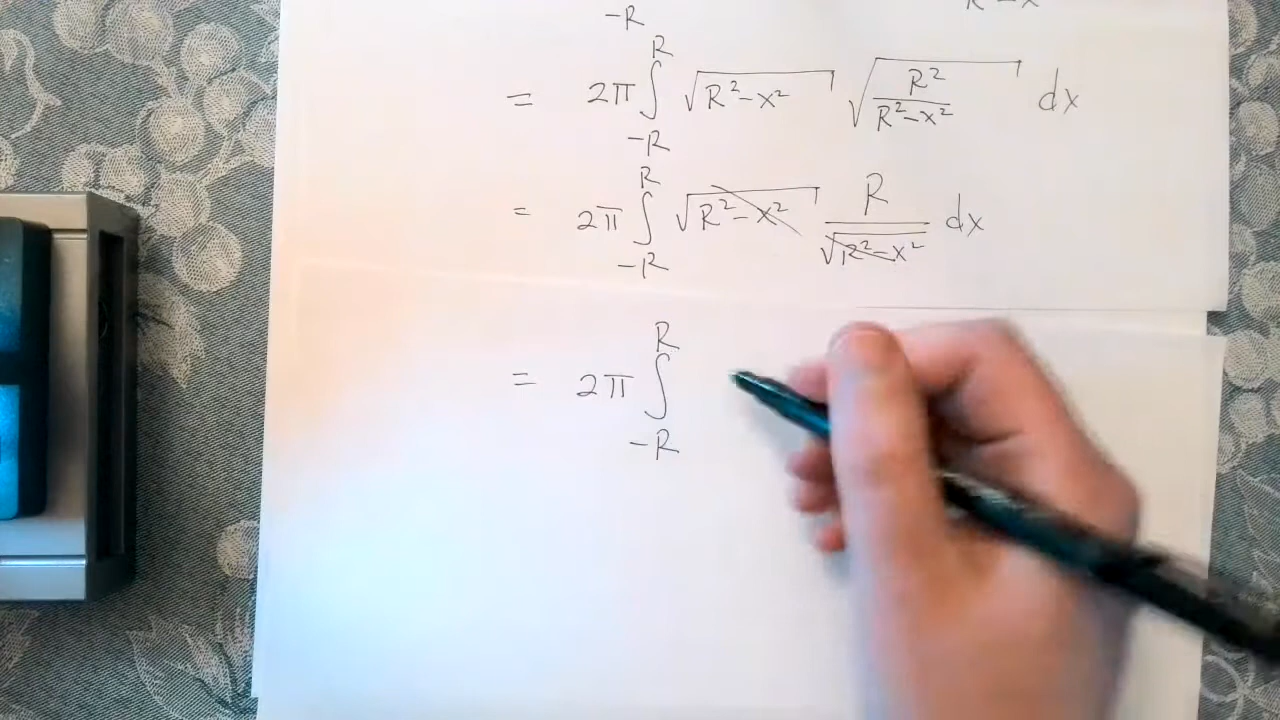 -R
= 2π ∫_{-R}^{R} √(R²-x²) √(R²/(R²-x²)) dx
= 2π ∫_{-R}^{R} √(R²-x²) R/√(R²-x²) dx
= 2π ∫_{-R}^{R}